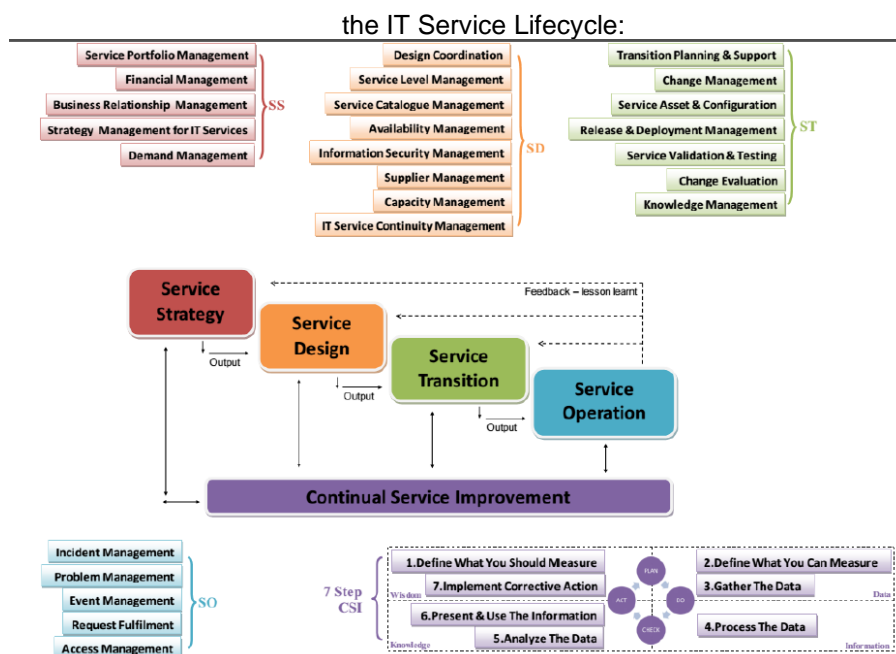 the IT Service Lifecycle:
Service Portfolio Management
Financial Management
Business Relationship Management
Strategy Management for IT Services
Demand Management
SS
Design Coordination
Service Level Management
Service Catalogue Management
Availability Management
Information Security Management
Supplier Management
Capacity Management
IT Service Continuity Management
SD
Transition Planning & Support
Change Management
Service Asset & Configuration
Release & Deployment Management
Service Validation & Testing
Change Evaluation
Knowledge Management
ST
Service
Strategy
Feedback – lesson learnt
Output
Service
Design
Output
Service
Transition
Output
Service
Operation
Continual Service Improvement
Incident Management
Problem Management
Event Management
Request Fulfilment
Access Management
SO
7 Step
CSI
1.Define What You Should Measure
7.Implement Corrective Action
Wisdom
6.Present & Use The Information
5.Analyze The Data
Knowledge
PLAN
DO
CHECK
ACT
2.Define What You Can Measure
3.Gather The Data
Data
4.Process The Data
Information